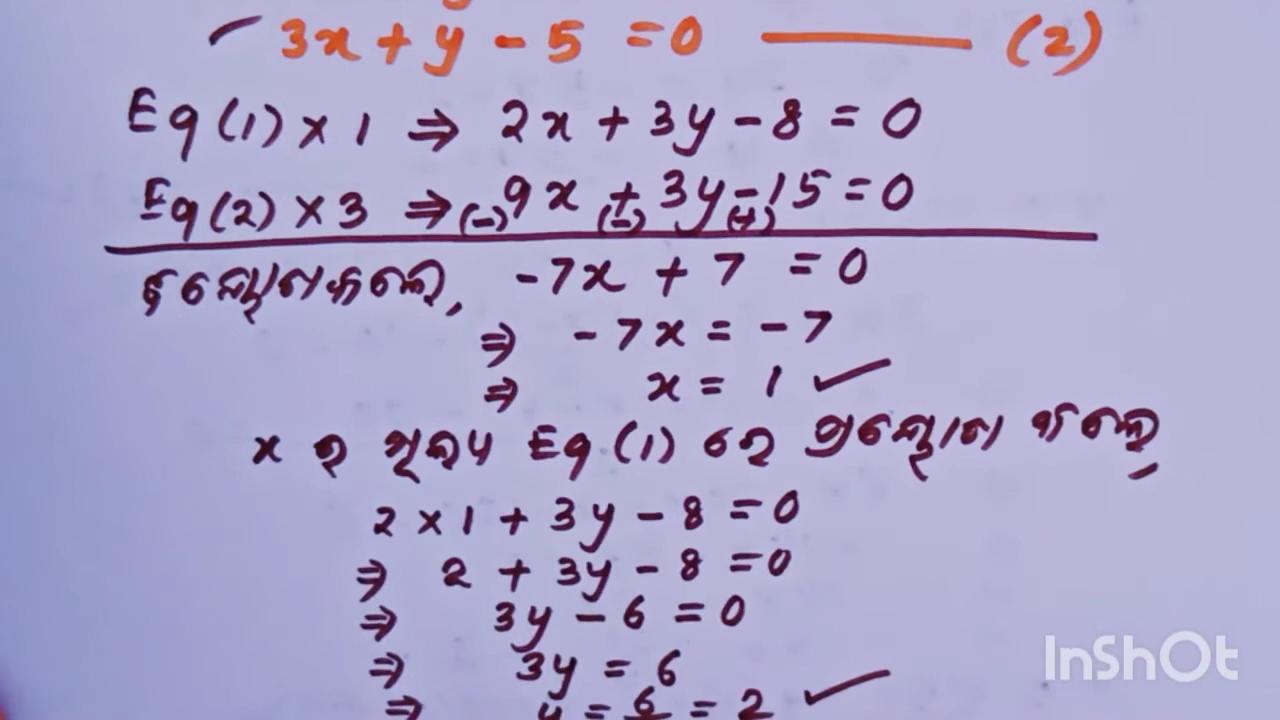 3x + y - 5 = 0 ——— (2)
Eq (1) x 1 ⇒ 2x + 3y - 8 = 0
Eq (2) x 3 ⇒ 9x + 3y - 15 = 0
(-) (-) (+)
ବିୟୋଗକଲେ, -7x + 7 = 0
⇒ -7x = -7
⇒ x = 1 ✓
x ର ମୂଲ୍ୟ Eq (1) ରେ ପ୍ରୟୋଗ କଲେ
2 x 1 + 3y - 8 = 0
⇒ 2 + 3y - 8 = 0
⇒ 3y - 6 = 0
⇒ 3y = 6
⇒ y = 6 = 2 ✓
InShOt